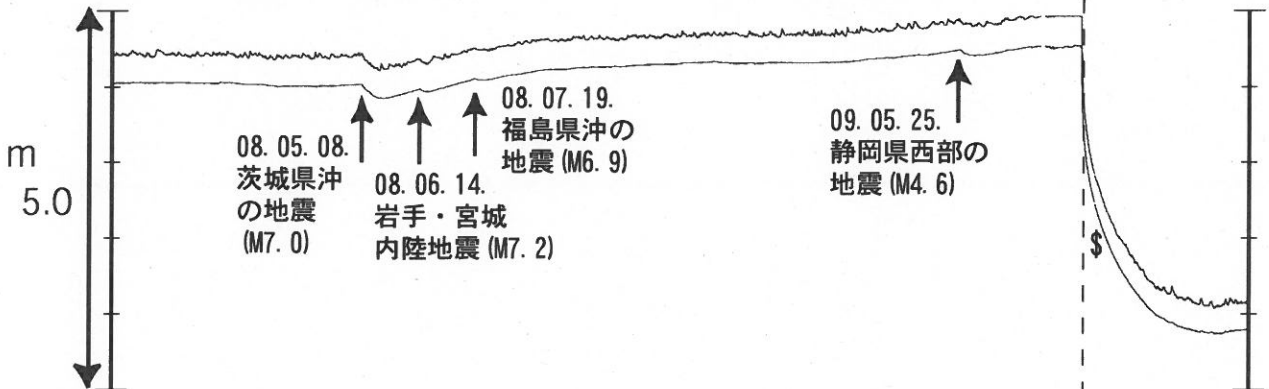 m
5.0
08.05.08.
茨城県沖
の地震
(M7.0)
08.06.14.
岩手・宮城
内陸地震(M7.2)
08.07.19.
福島県沖の
地震(M6.9)
09.05.25.
静岡県西部の
地震(M4.6)
$